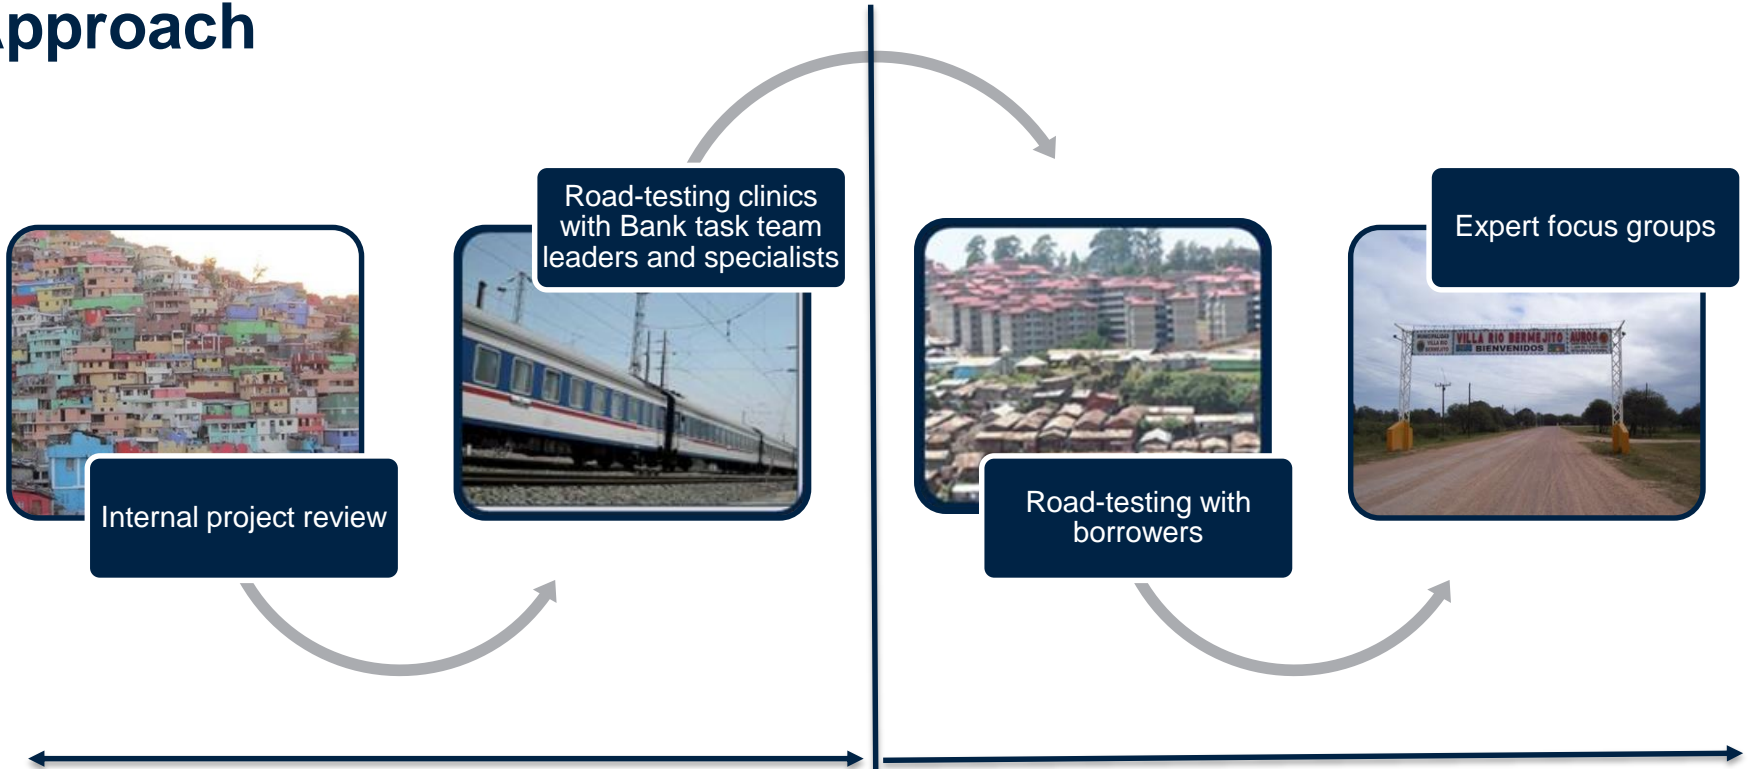 Approach
Road-testing clinics
with Bank task team
leaders and specialists
Expert focus groups
VILLA RIO BERMEJITO
BIENVENIDOS
Internal project review
Road-testing with
borrowers